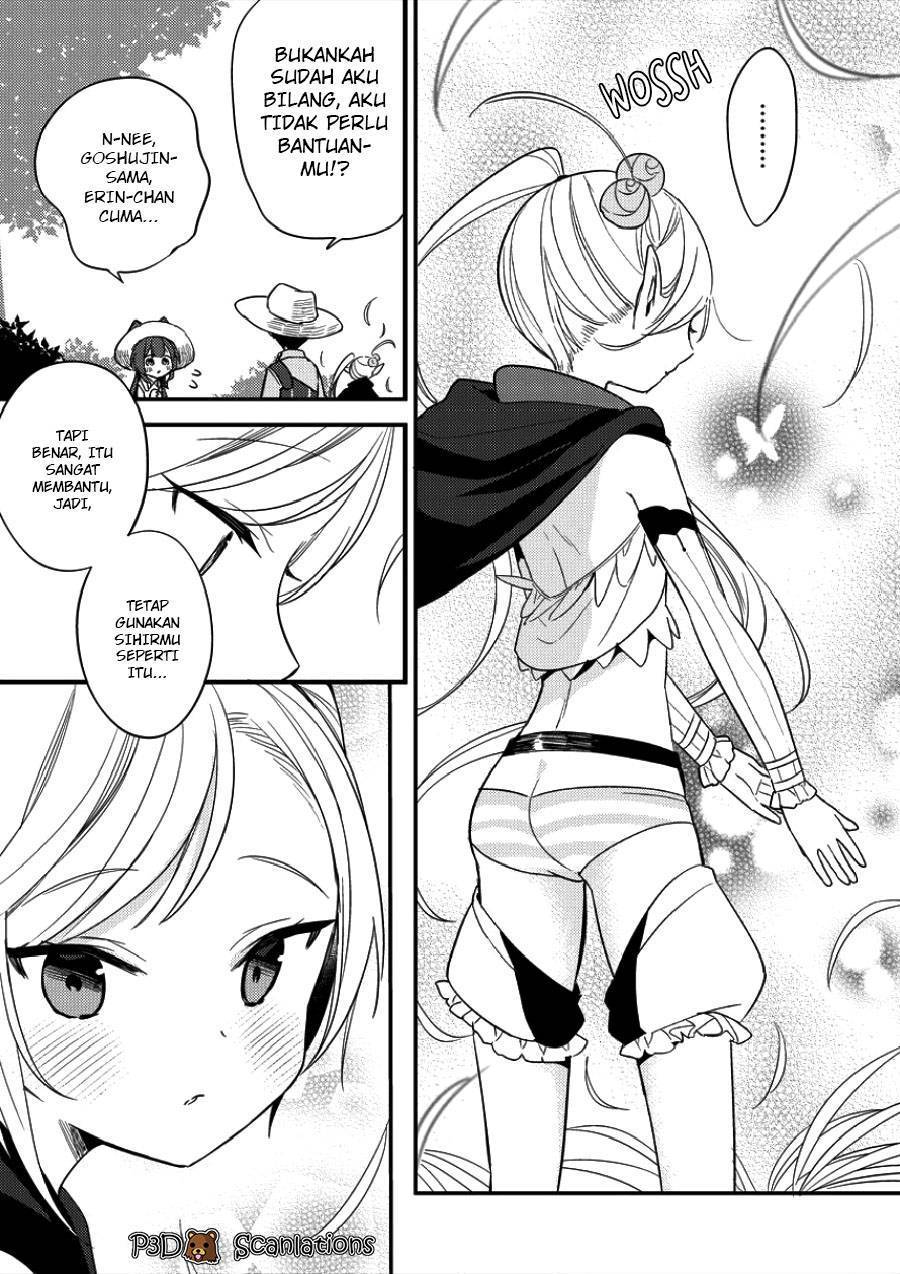 .........
WOSSH
BUKANKAH
SUDAH AKU
BILANG, AKU
TIDAK PERLU
BANTUAN-
MU!?
N-NEE,
GOSHUJIN-
SAMA,
ERIN-CHAN
CUMA...
TAPI
BENAR, ITU
SANGAT
MEMBANTU,
JADI,
TETAP
GUNAKAN
SIHIRMU
SEPERTI
ITU...
P3D Scanlations